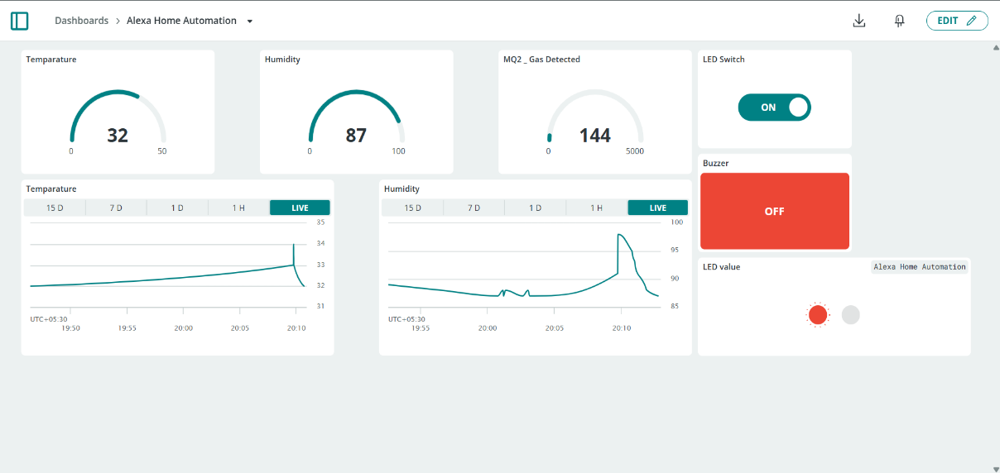 Dashboards > Alexa Home Automation
EDIT
Temparature
32
0 50
Humidity
87
0 100
MQ2 _ Gas Detected
144
0 5000
LED Switch
ON
Buzzer
OFF
Temparature
15 D 7 D 1 D 1 H LIVE
35
34
33
32
31
UTC+05:30
19:50 19:55 20:00 20:05 20:10
Humidity
15 D 7 D 1 D 1 H LIVE
100
95
90
85
UTC+05:30
19:55 20:00 20:05 20:10
LED value Alexa Home Automation